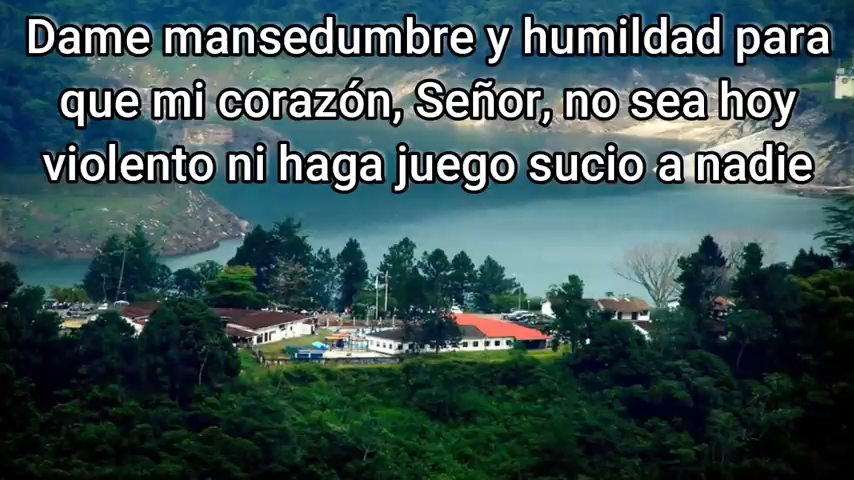 Dame mansedumbre y humildad para
que mi corazón, Señor, no sea hoy
violento ni haga juego sucio a nadie